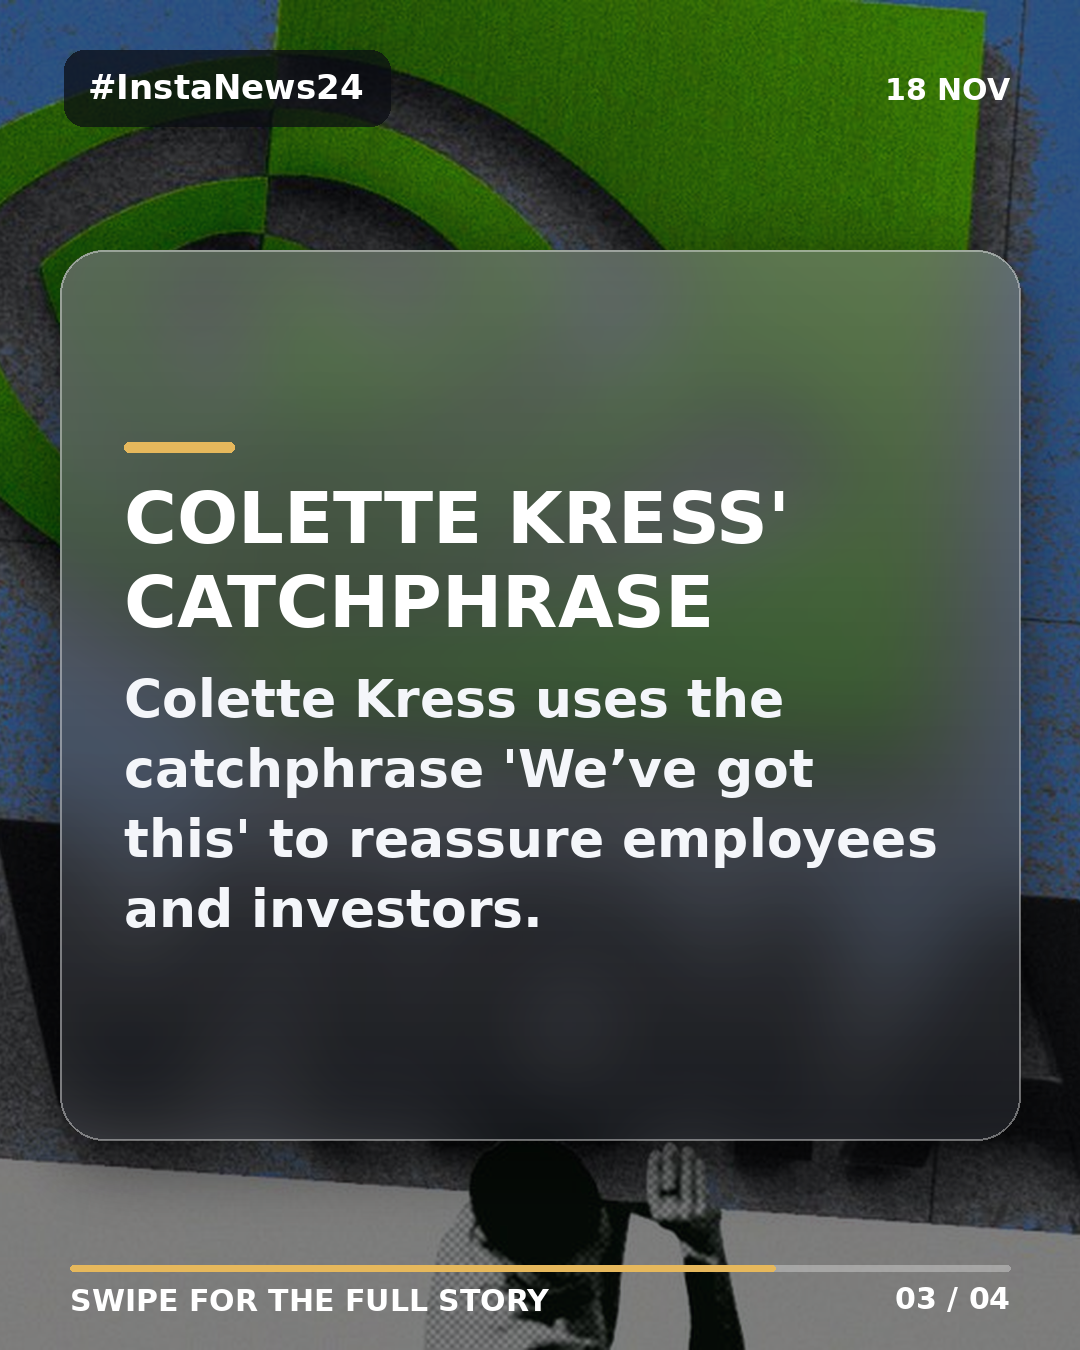 #InstaNews24
18 NOV
COLETTE KRESS'
CATCHPHRASE
Colette Kress uses the
catchphrase 'We’ve got
this' to reassure employees
and investors.
SWIPE FOR THE FULL STORY
03 / 04